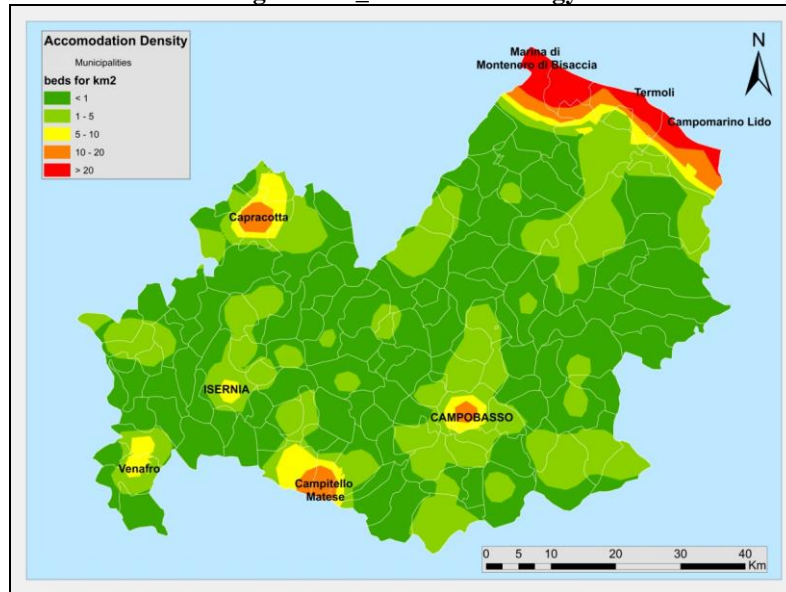 Accomodation Density
Municipalities
beds for km2
< 1
1 - 5
5 - 10
10 - 20
> 20
Marina di
Montenero di Bisaccia
Termoli
Campomarino Lido
N
Capracotta
ISERNIA
CAMPOBASSO
Venafro
Campitello
Matese
0 5 10 20 30 40
Km